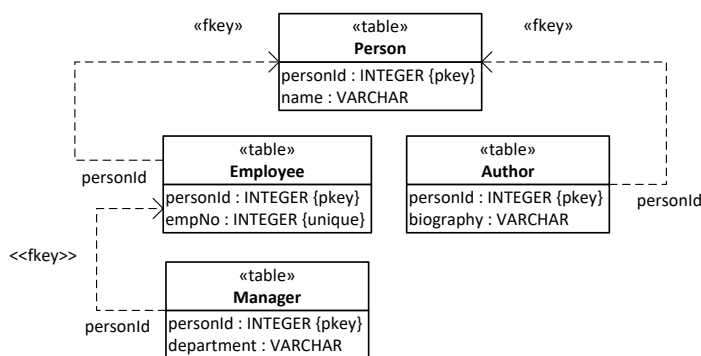 «fkey»
«table»
Person
personId : INTEGER {pkey}
name : VARCHAR
«fkey»
«table»
Employee
personId : INTEGER {pkey}
empNo : INTEGER {unique}
personId
«table»
Author
personId : INTEGER {pkey}
biography : VARCHAR
personId
<<fkey>>
«table»
Manager
personId : INTEGER {pkey}
department : VARCHAR
personId